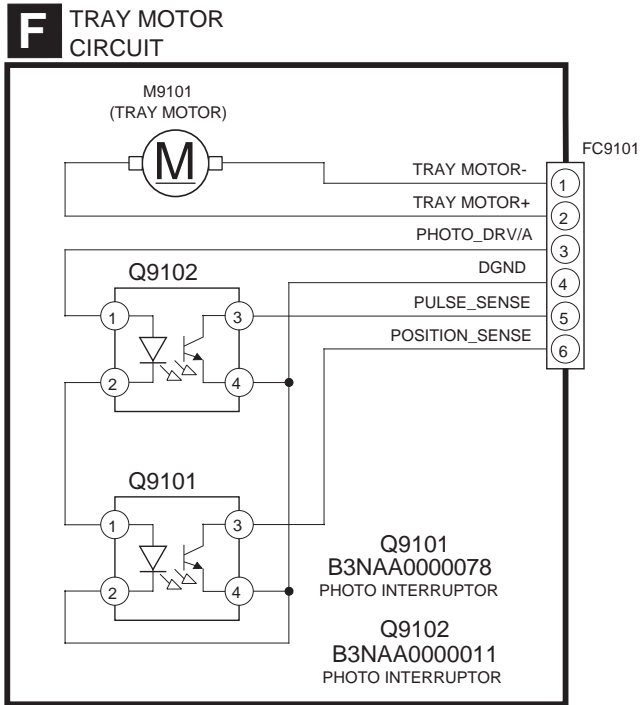 F TRAY MOTOR
CIRCUIT
M9101
(TRAY MOTOR)
M
FC9101
TRAY MOTOR- 1
TRAY MOTOR+ 2
PHOTO_DRV/A 3
DGND 4
PULSE_SENSE 5
POSITION_SENSE 6
Q9102
1 3
2 4
Q9101
1 3
2 4
Q9101
B3NAA0000078
PHOTO INTERRUPTOR
Q9102
B3NAA0000011
PHOTO INTERRUPTOR